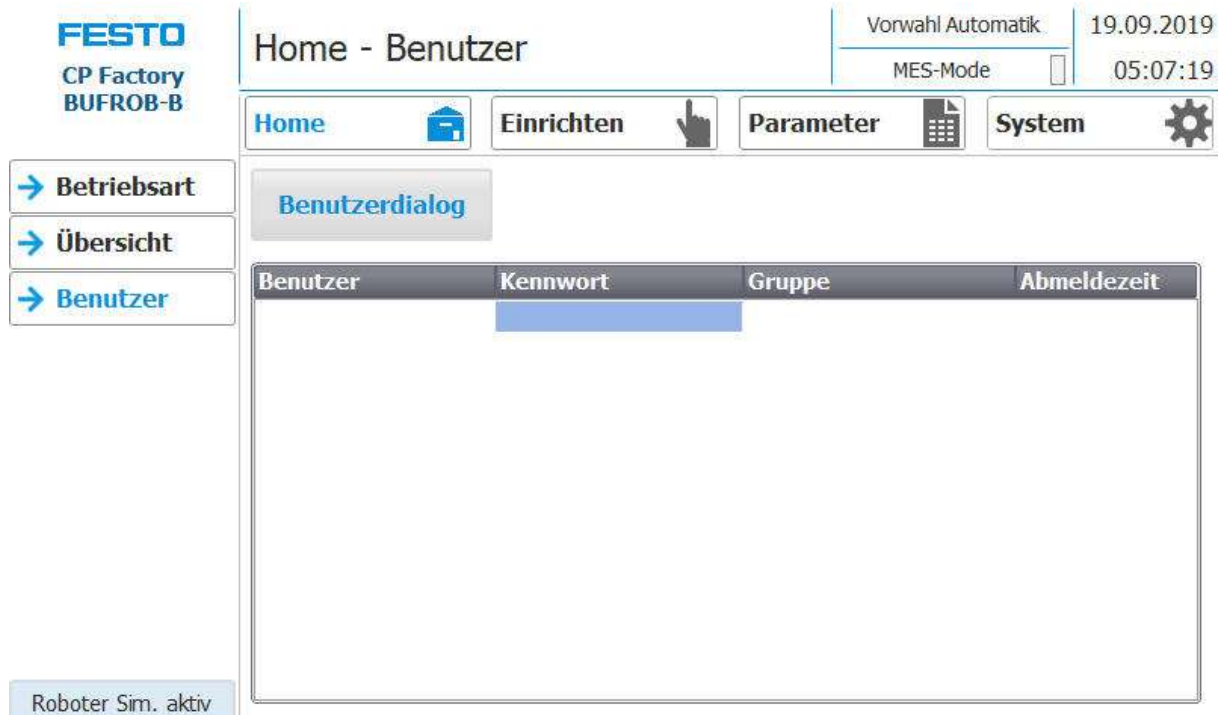 FESTO
CP Factory
BUFROB-B
Home - Benutzer
Vorwahl Automatik
MES-Mode
19.09.2019
05:07:19
Home
Einrichten
Parameter
System
Betriebsart
Übersicht
Benutzer
Benutzerdialog
Benutzer Kennwort Gruppe Abmeldezeit
Roboter Sim. aktiv